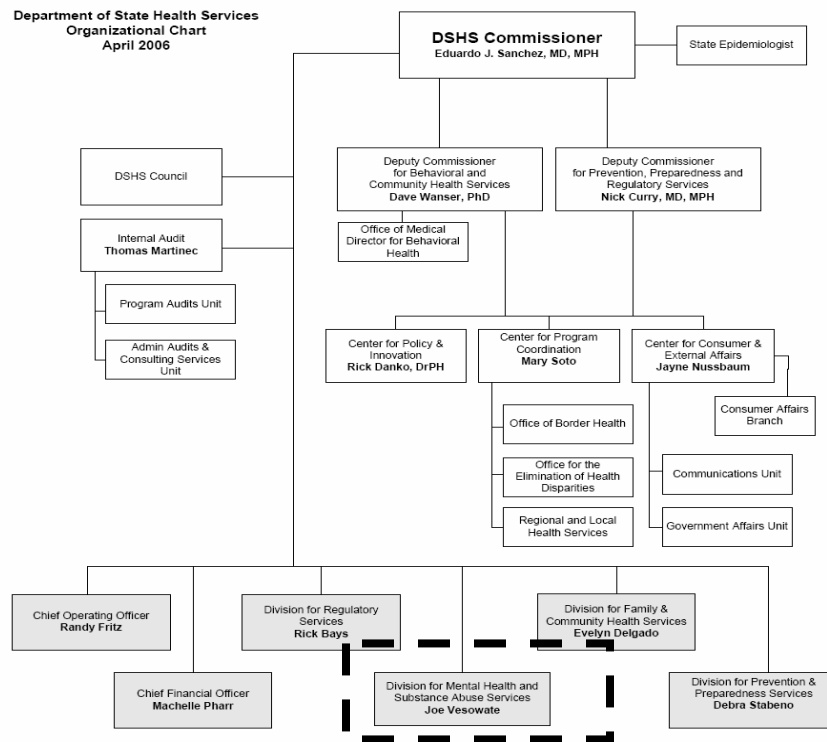 Department of State Health Services
Organizational Chart
April 2006
DSHS Commissioner
Eduardo J. Sanchez, MD, MPH
State Epidemiologist
DSHS Council
Deputy Commissioner
for Behavioral and
Community Health Services
Dave Wanser, PhD
Deputy Commissioner
for Prevention, Preparedness and
Regulatory Services
Nick Curry, MD, MPH
Internal Audit
Thomas Martinec
Office of Medical
Director for Behavioral
Health
Program Audits Unit
Admin Audits &
Consulting Services
Unit
Center for Policy &
Innovation
Rick Danko, DrPH
Center for Program
Coordination
Mary Soto
Center for Consumer &
External Affairs
Jayne Nussbaum
Consumer Affairs
Branch
Office of Border Health
Office for the
Elimination of Health
Disparities
Regional and Local
Health Services
Communications Unit
Government Affairs Unit
Chief Operating Officer
Randy Fritz
Division for Regulatory
Services
Rick Bays
Division for Family &
Community Health Services
Evelyn Delgado
Chief Financial Officer
Machelle Pharr
Division for Mental Health and
Substance Abuse Services
Joe Vesowate
Division for Prevention &
Preparedness Services
Debra Stabeno